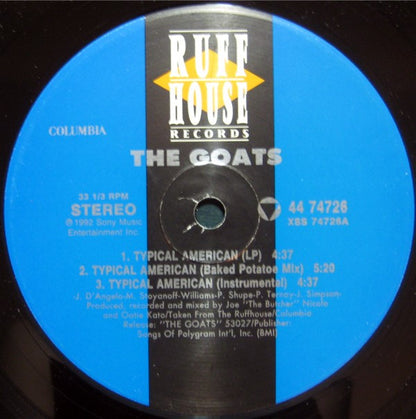 RUFF
HOUSE
RECORDS
COLUMBIA
THE GOATS
33 1/3 RPM
STEREO
℗1992 Sony Music
Entertainment Inc.
44 74726
XSS 74726A
1. TYPICAL AMERICAN (LP) 4:37
2. TYPICAL AMERICAN (Baked Potatoe Mix) 5:20
3. TYPICAL AMERICAN (Instrumental) 4:37
-J. D'Angelo-M. Stoyanoff-Williams-P. Shupe-P. Ternay-J. Simpson-
Produced, recorded and mixed by Joe "The Butcher" Nicolo
and Oatie Kato/Taken From The Ruffhouse/Columbia
Release: "THE GOATS" 53027/Publisher:
Songs Of Polygram Int'l, Inc. (BMI)